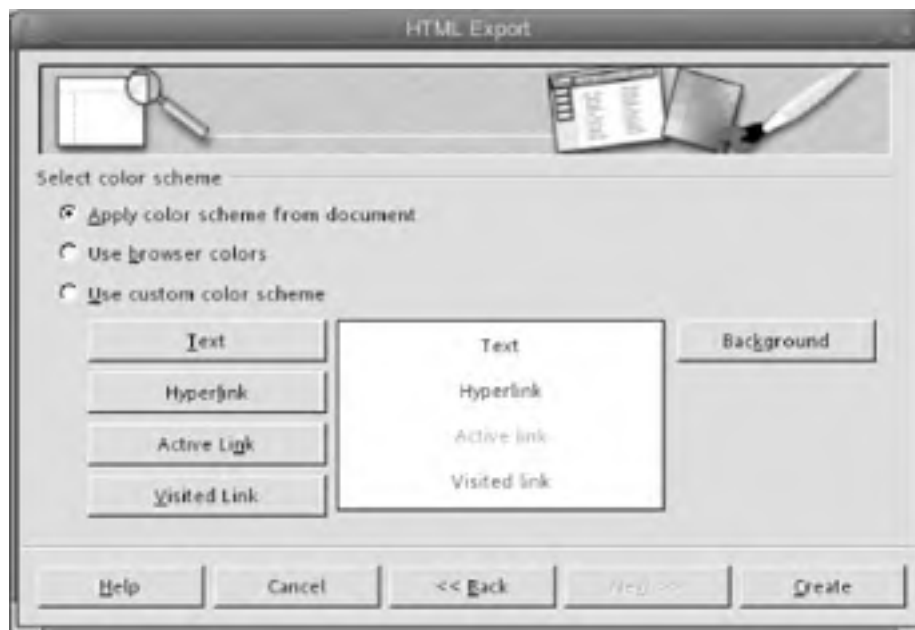 HTML Export
Select color scheme
Apply color scheme from document
Use browser colors
Use custom color scheme
Text
Text
Background
Hyperlink
Hyperlink
Active Link
Active link
Visited Link
Visited link
Help
Cancel
<< Back
Next >>
Create